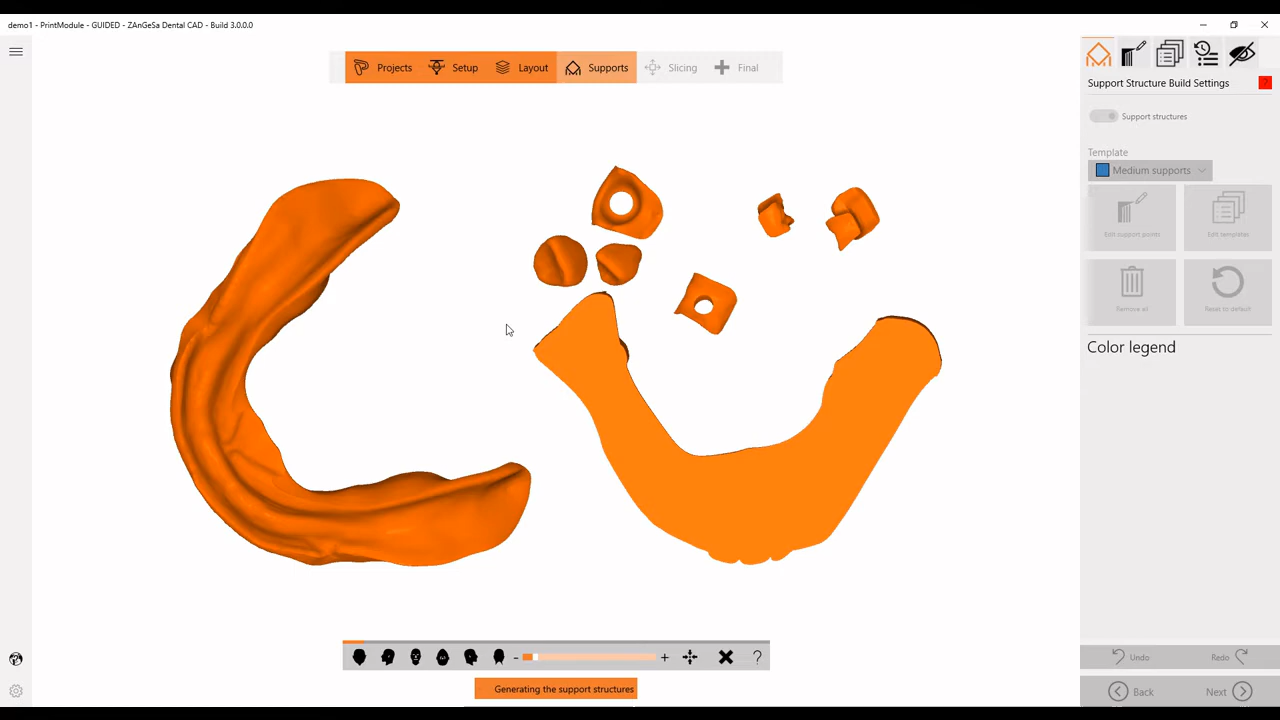 demo1 - PrintModule - GUIDED - ZAnGeSa Dental CAD - Build 3.0.0.0
Projects Setup Layout Supports Slicing Final
Support Structure Build Settings ?
Support structures
Template
Medium supports
Edit support points Edit templates
Remove all Reset to default
Color legend
- + ?
Undo Redo
Generating the support structures
Back Next